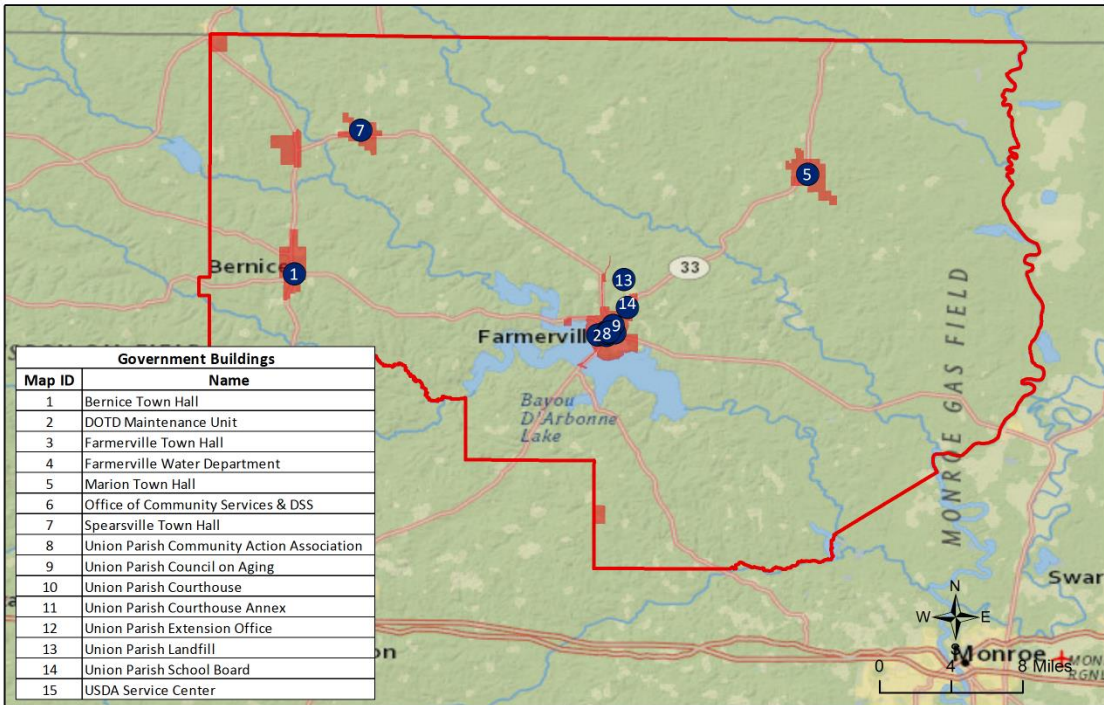 7
5
Bernice
1
33
13
14
Farmerville
2
8
9
Bayou
D'Arbonne
Lake
MONROE GAS FIELD
Government Buildings
Map ID Name
1 Bernice Town Hall
2 DOTD Maintenance Unit
3 Farmerville Town Hall
4 Farmerville Water Department
5 Marion Town Hall
6 Office of Community Services & DSS
7 Spearsville Town Hall
8 Union Parish Community Action Association
9 Union Parish Council on Aging
10 Union Parish Courthouse
11 Union Parish Courthouse Annex
12 Union Parish Extension Office
13 Union Parish Landfill
14 Union Parish School Board
15 USDA Service Center
on
Swar
N
W E
S
Monroe
MON
RGNL
0 4 8 Miles